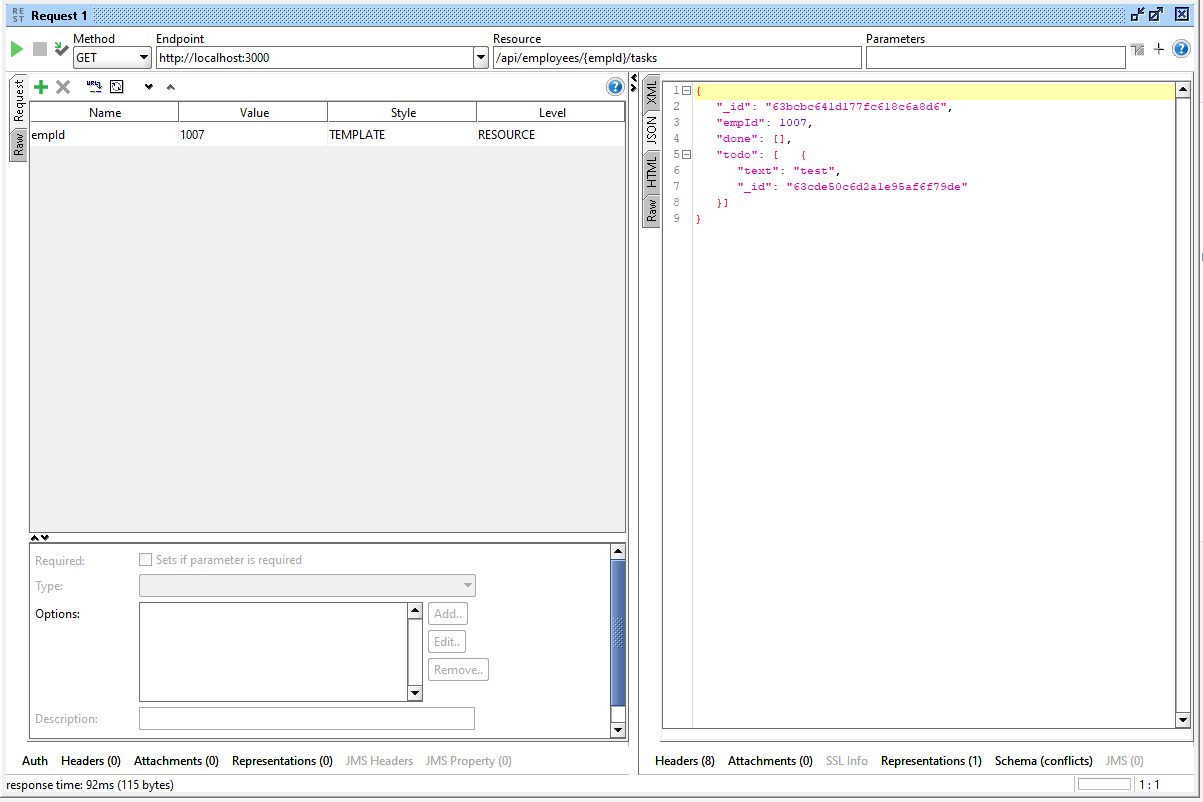 RE
ST
Request 1
Method
Endpoint
Resource
Parameters
GET
http://localhost:3000
/api/employees/{empId}/tasks
Request
Raw
Name
Value
Style
Level
empId
1007
TEMPLATE
RESOURCE
Required:
Sets if parameter is required
Type:
Options:
Add..
Edit..
Remove..
Description:
Auth
Headers (0)
Attachments (0)
Representations (0)
JMS Headers
JMS Property (0)
XML
JSON
HTML
Raw
1 {
2 "_id": "63bcbc641d177fc618c6a8d6",
3 "empId": 1007,
4 "done": [],
5 "todo": [ {
6 "text": "test",
7 "_id": "63cde50c6d2a1e95af6f79de"
8 }]
9 }
Headers (8)
Attachments (0)
SSL Info
Representations (1)
Schema (conflicts)
JMS (0)
response time: 92ms (115 bytes)
1 : 1